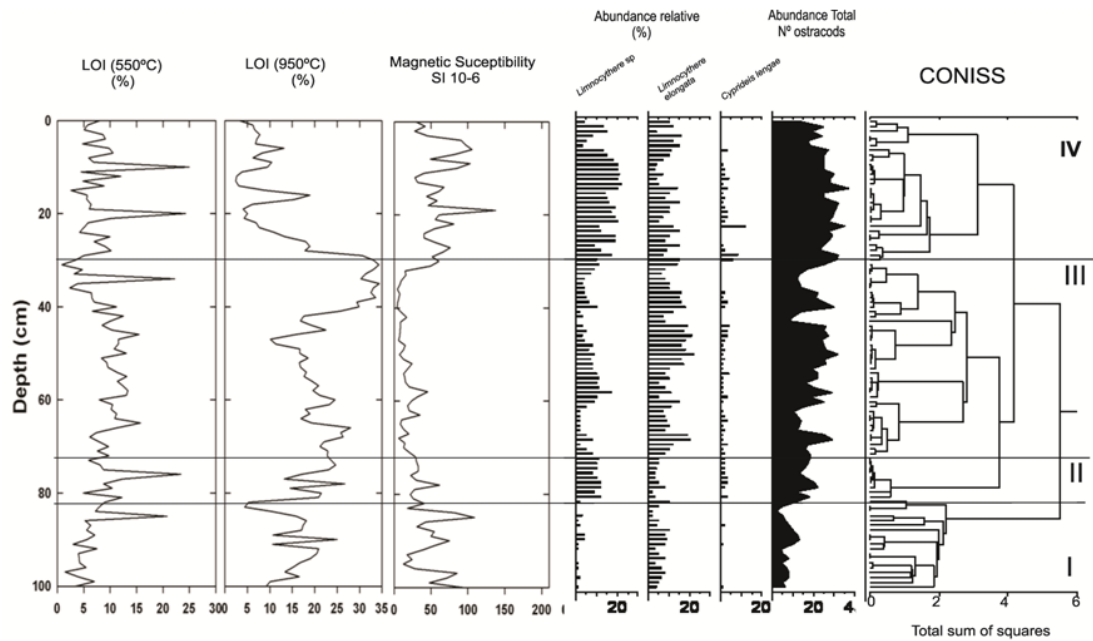 Abundance relative
(%)
Abundance Total
Nº ostracods
LOI (550ºC)
(%)
LOI (950ºC)
(%)
Magnetic Suceptibility
SI 10-6
Limnocythere sp
Limnocythere
elongata
Cyprideis lengae
CONISS
0
20
40
60
80
100
Depth (cm)
IV
III
II
I
0 5 10 15 20 25 30
0 5 10 15 20 25 30 35
0 50 100 150 200
20
20
20
0 20 4
0 2 4 6
Total sum of squares